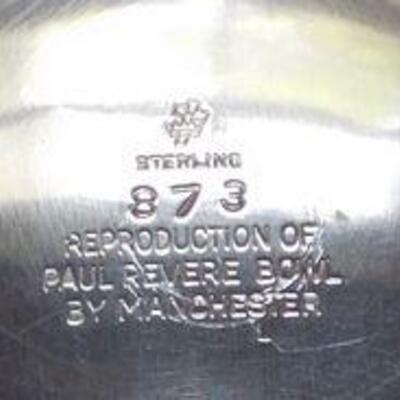 STERLING
873
REPRODUCTION OF
PAUL REVERE BOWL
BY MANCHESTER